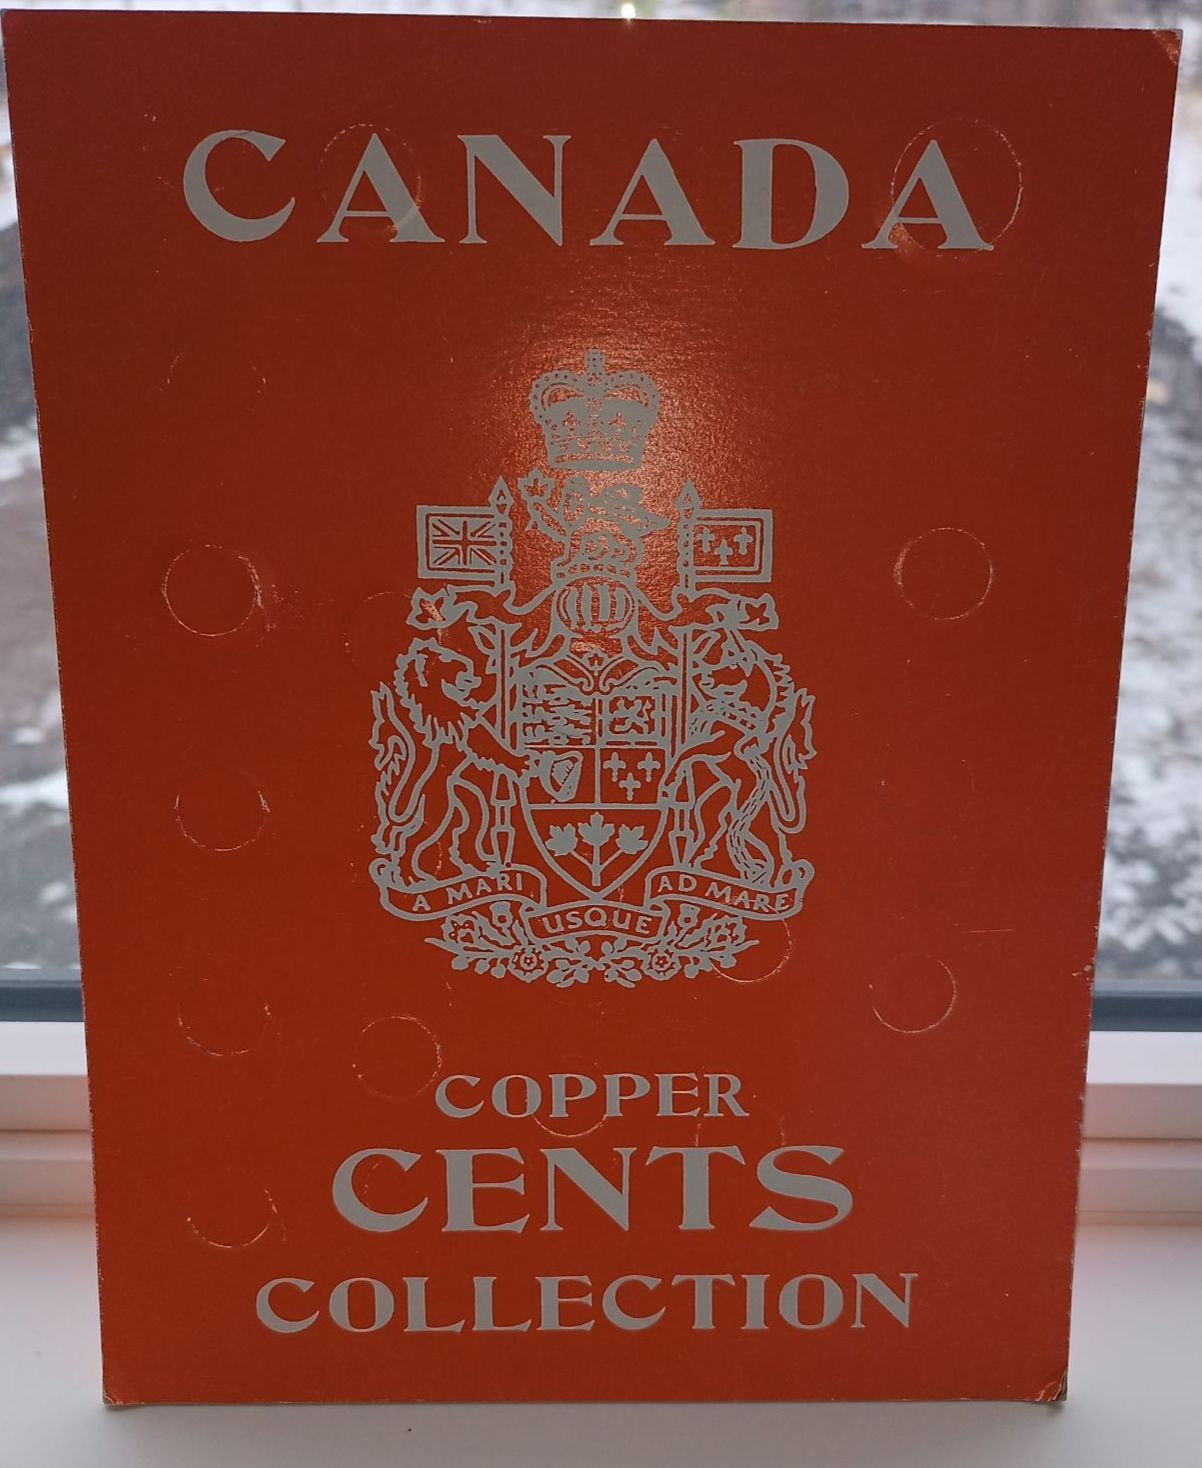 CANADA
A MARI USQUE AD MARE
COPPER
CENTS
COLLECTION